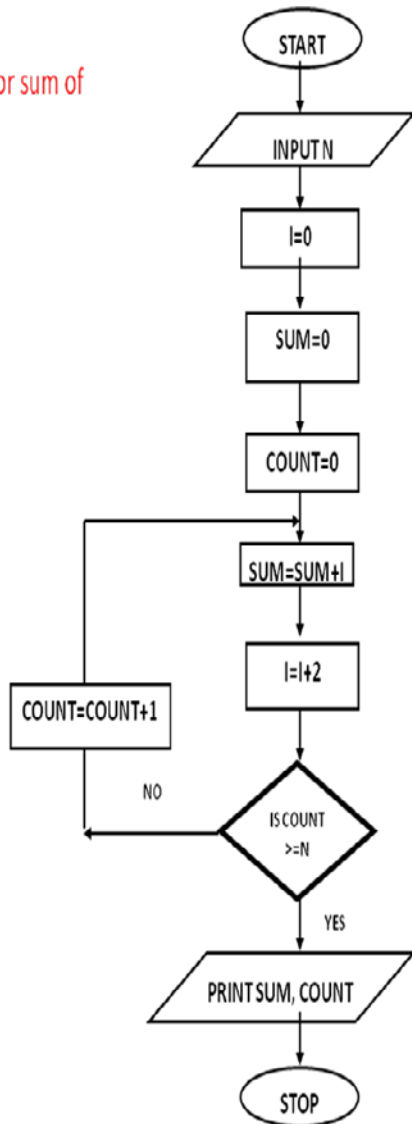 or sum of
START
INPUT N
I=0
SUM=0
COUNT=0
SUM=SUM+I
I=I+2
COUNT=COUNT+1
NO
IS COUNT
>=N
YES
PRINT SUM, COUNT
STOP